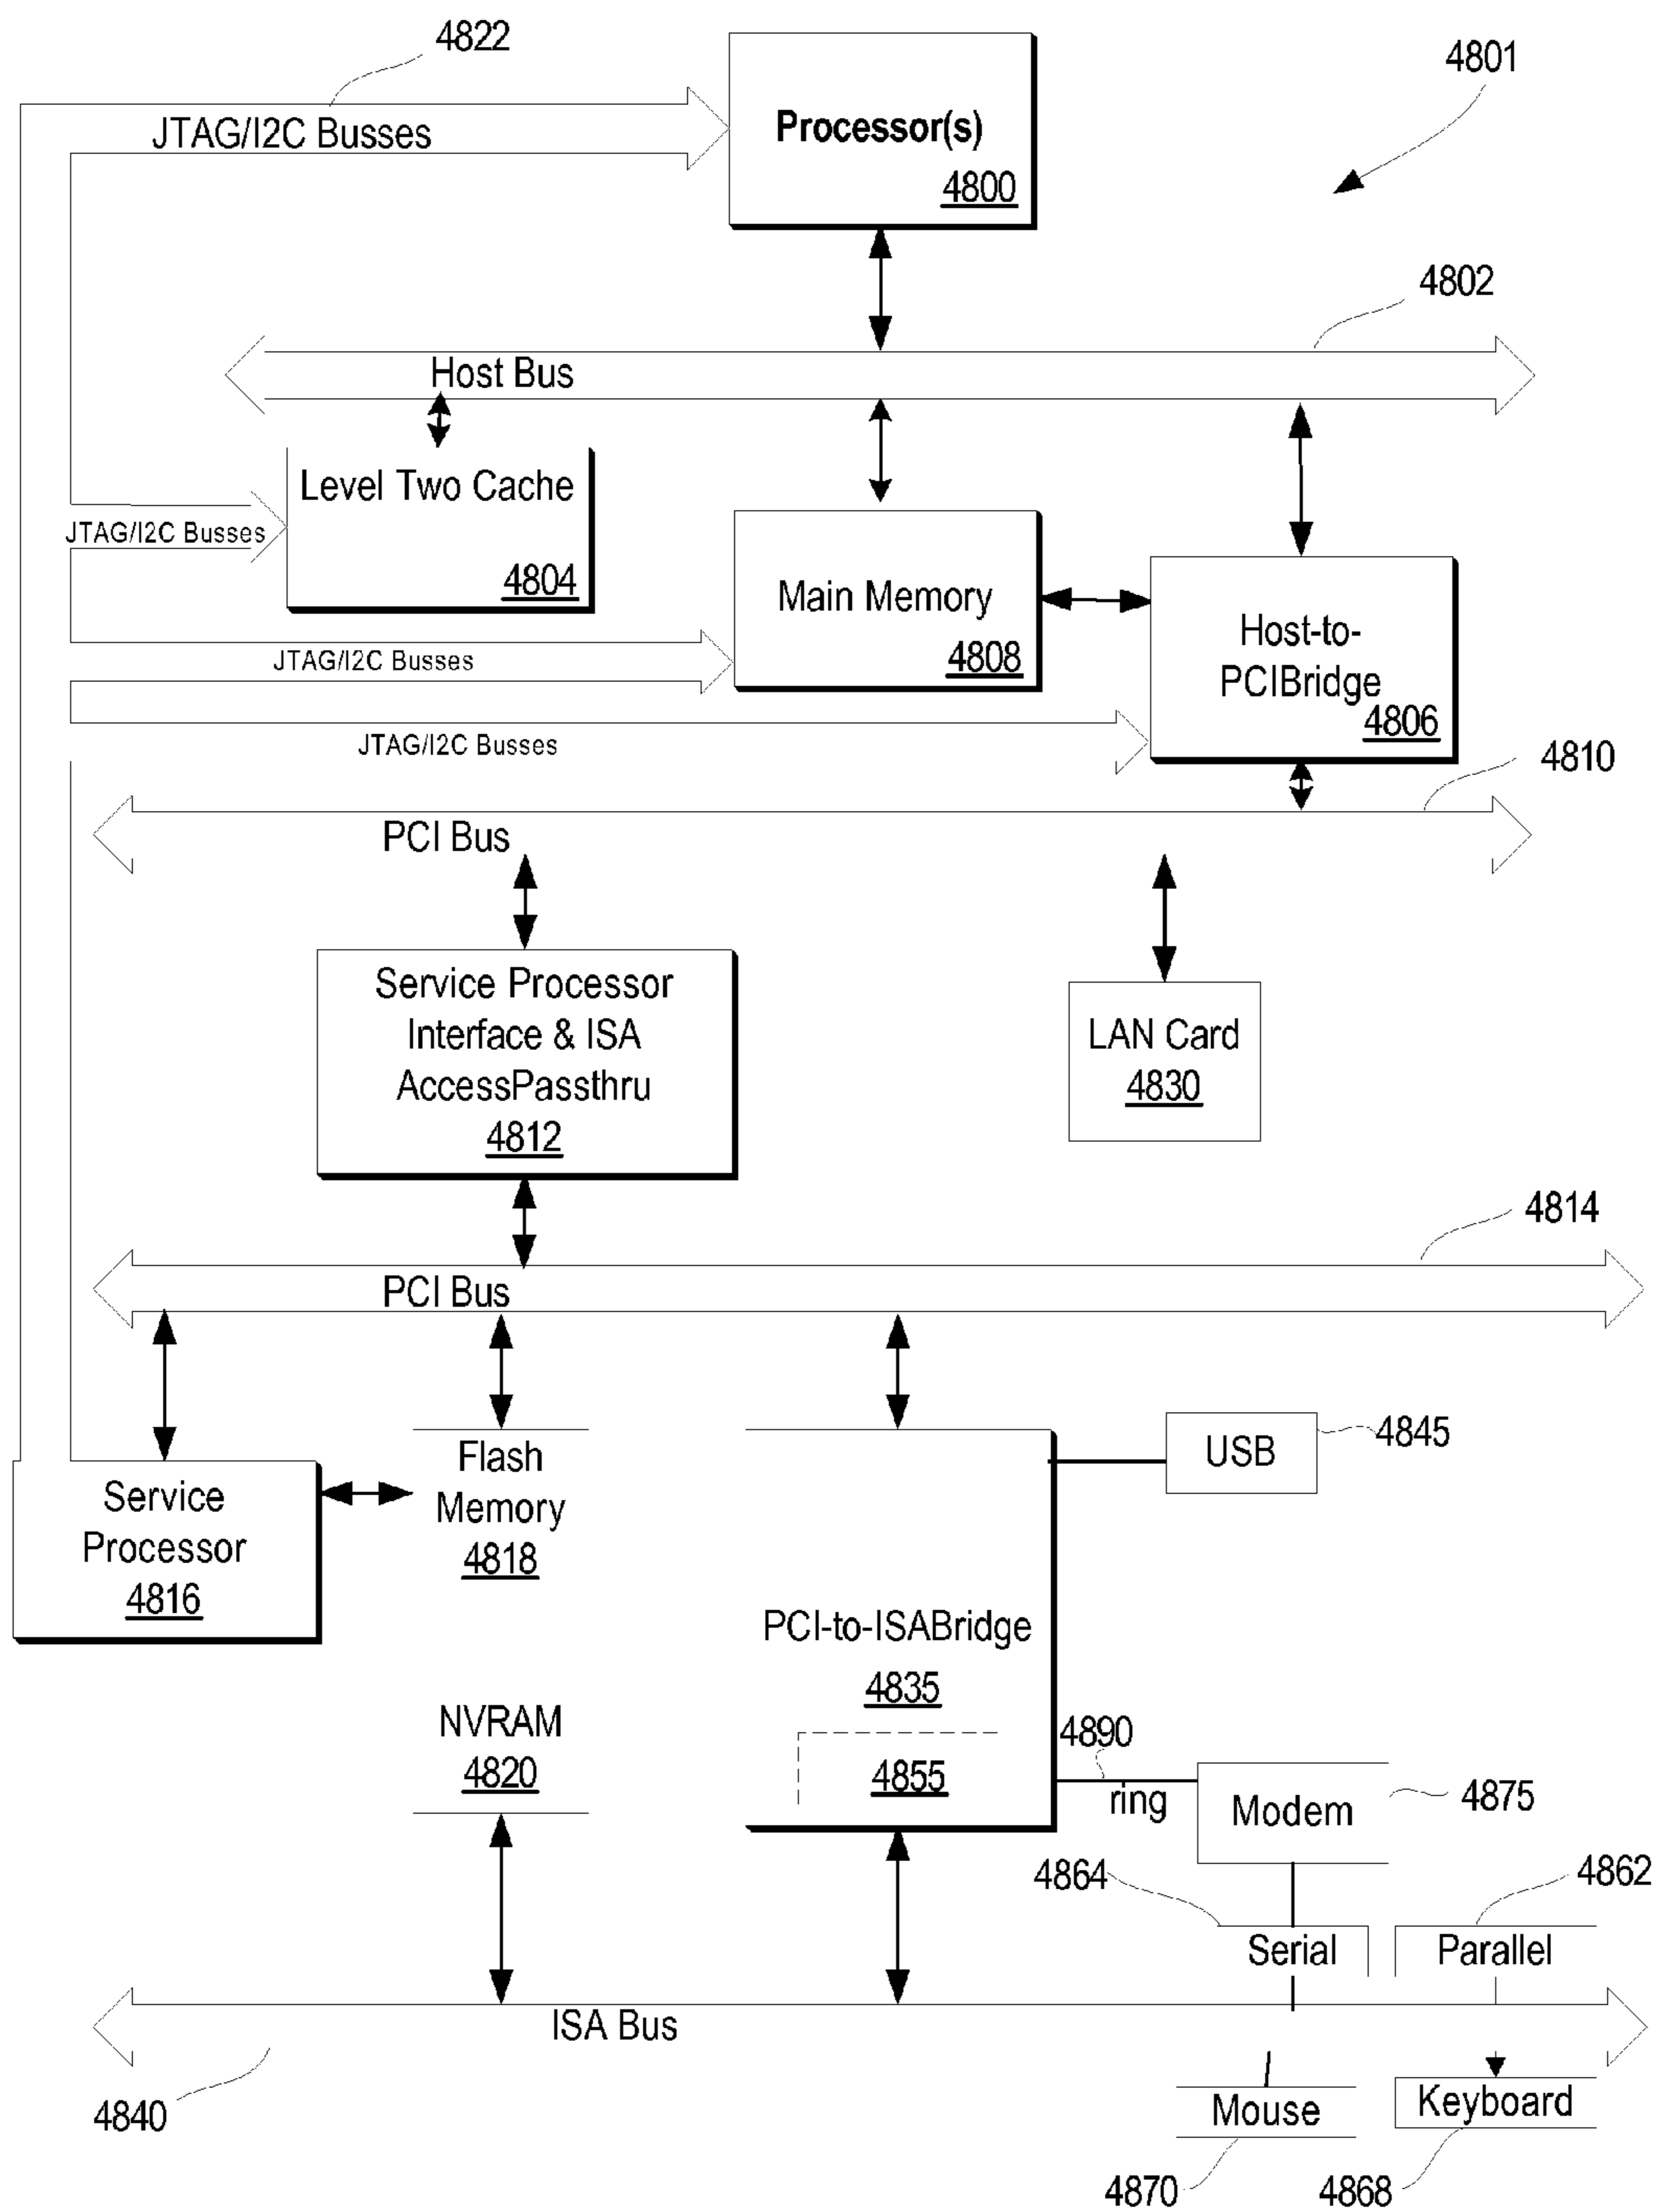 4822
4801
JTAG/I2C Busses
Processor(s)
4800
4802
Host Bus
Level Two Cache
4804
JTAG/I2C Busses
Main Memory
4808
Host-to-
PCIBridge
4806
JTAG/I2C Busses
JTAG/I2C Busses
4810
PCI Bus
Service Processor
Interface & ISA
AccessPassthru
4812
LAN Card
4830
4814
PCI Bus
Service
Processor
4816
Flash
Memory
4818
USB
4845
PCI-to-ISABridge
4835
4855
NVRAM
4820
4890
ring
Modem
4875
4864
4862
Serial
Parallel
ISA Bus
4840
Mouse
Keyboard
4870
4868